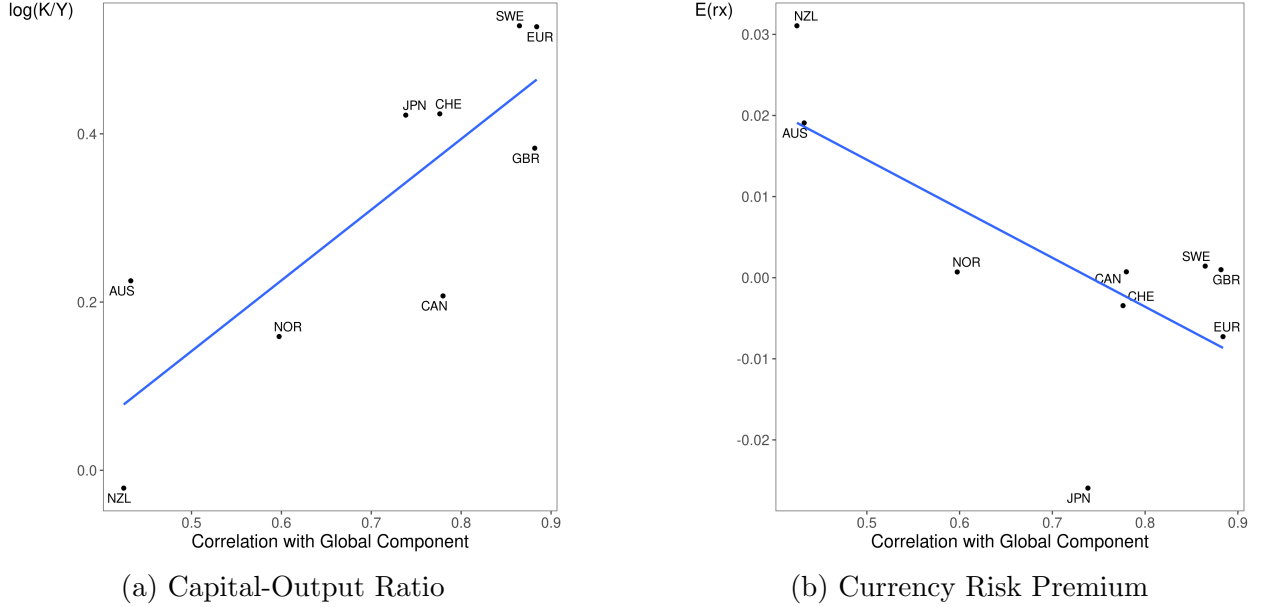 log(K/Y)
SWE
EUR
JPN
CHE
0.4
GBR
AUS
CAN
0.2
NOR
0.0
NZL
0.5
0.6
0.7
0.8
0.9
Correlation with Global Component
(a) Capital-Output Ratio
E(rx)
NZL
0.03
0.02
AUS
0.01
NOR
SWE
0.00
CAN
GBR
CHE
EUR
-0.01
-0.02
JPN
0.5
0.6
0.7
0.8
0.9
Correlation with Global Component
(b) Currency Risk Premium